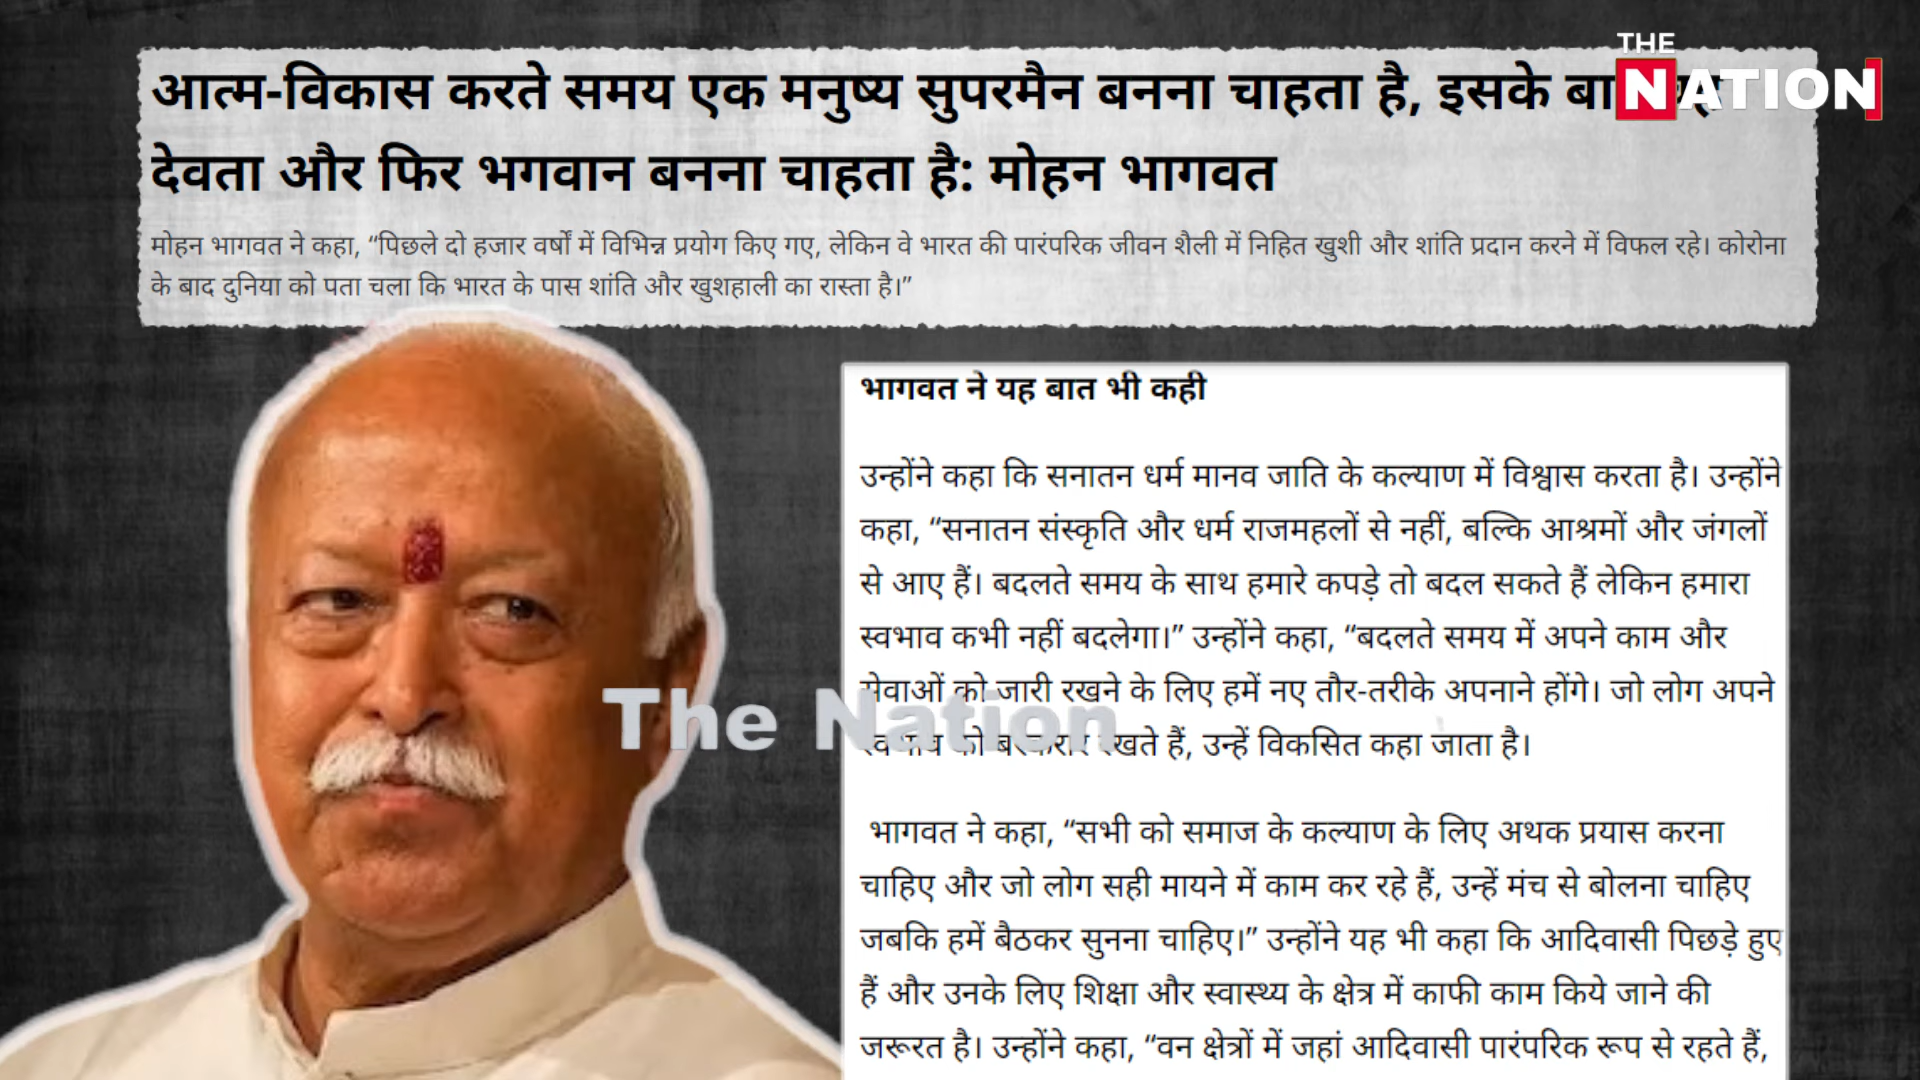 THE
NATION
आत्म-विकास करते समय एक मनुष्य सुपरमैन बनना चाहता है, इसके
देवता और फिर भगवान बनना चाहता है: मोहन भागवत
मोहन भागवत ने कहा, “पिछले दो हजार वर्षों में विभिन्न प्रयोग किए गए, लेकिन वे भारत की पारंपरिक जीवन शैली में निहित खुशी और शांति प्रदान करने में विफल रहे। कोरोना
के बाद दुनिया को पता चला कि भारत के पास शांति और खुशहाली का रास्ता है।”
भागवत ने यह बात भी कही
उन्होंने कहा कि सनातन धर्म मानव जाति के कल्याण में विश्वास करता है। उन्होंने
कहा, “सनातन संस्कृति और धर्म राजमहलों से नहीं, बल्कि आश्रमों और जंगलों
से आए हैं। बदलते समय के साथ हमारे कपड़े तो बदल सकते हैं लेकिन हमारा
स्वभाव कभी नहीं बदलेगा।” उन्होंने कहा, “बदलते समय में अपने काम और
सेवाओं को जारी रखने के लिए हमें नए तौर-तरीके अपनाने होंगे। जो लोग अपने
The Nation
रखते हैं, उन्हें विकसित कहा जाता है।
भागवत ने कहा, “सभी को समाज के कल्याण के लिए अथक प्रयास करना
चाहिए और जो लोग सही मायने में काम कर रहे हैं, उन्हें मंच से बोलना चाहिए
जबकि हमें बैठकर सुनना चाहिए।” उन्होंने यह भी कहा कि आदिवासी पिछड़े हुए
हैं और उनके लिए शिक्षा और स्वास्थ्य के क्षेत्र में काफी काम किये जाने की
जरूरत है। उन्होंने कहा, “वन क्षेत्रों में जहां आदिवासी पारंपरिक रूप से रहते हैं,